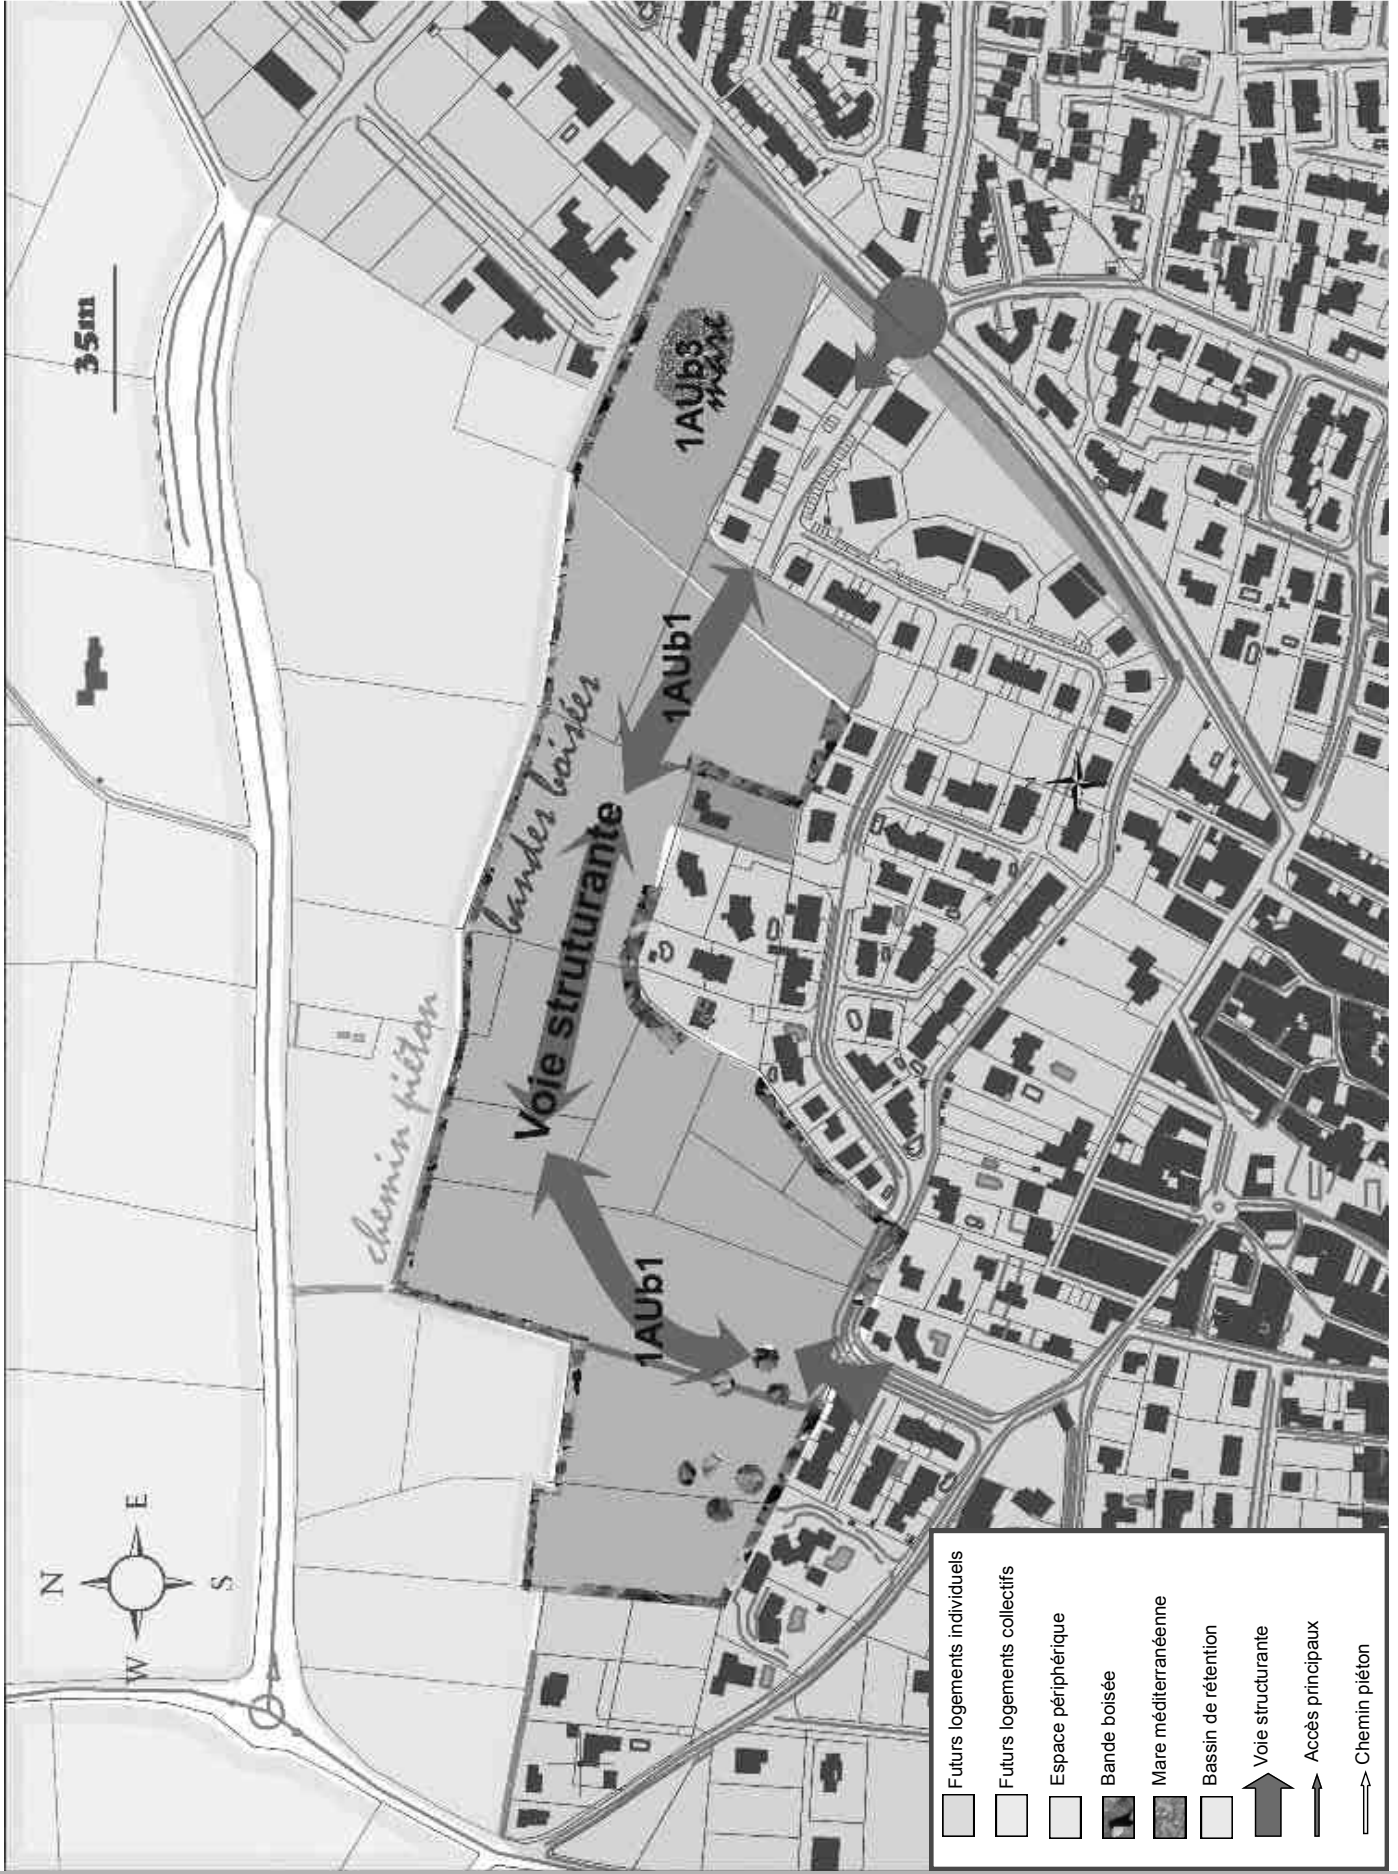 N
W
E
S
35m
chemin piéton
bandes boisées
Voie struturante
1AUb1
1AUb1
1AUb3
mare
Futurs logements individuels
Futurs logements collectifs
Espace périphérique
Bande boisée
Mare méditerranéenne
Bassin de rétention
Voie structurante
Accès principaux
Chemin piéton